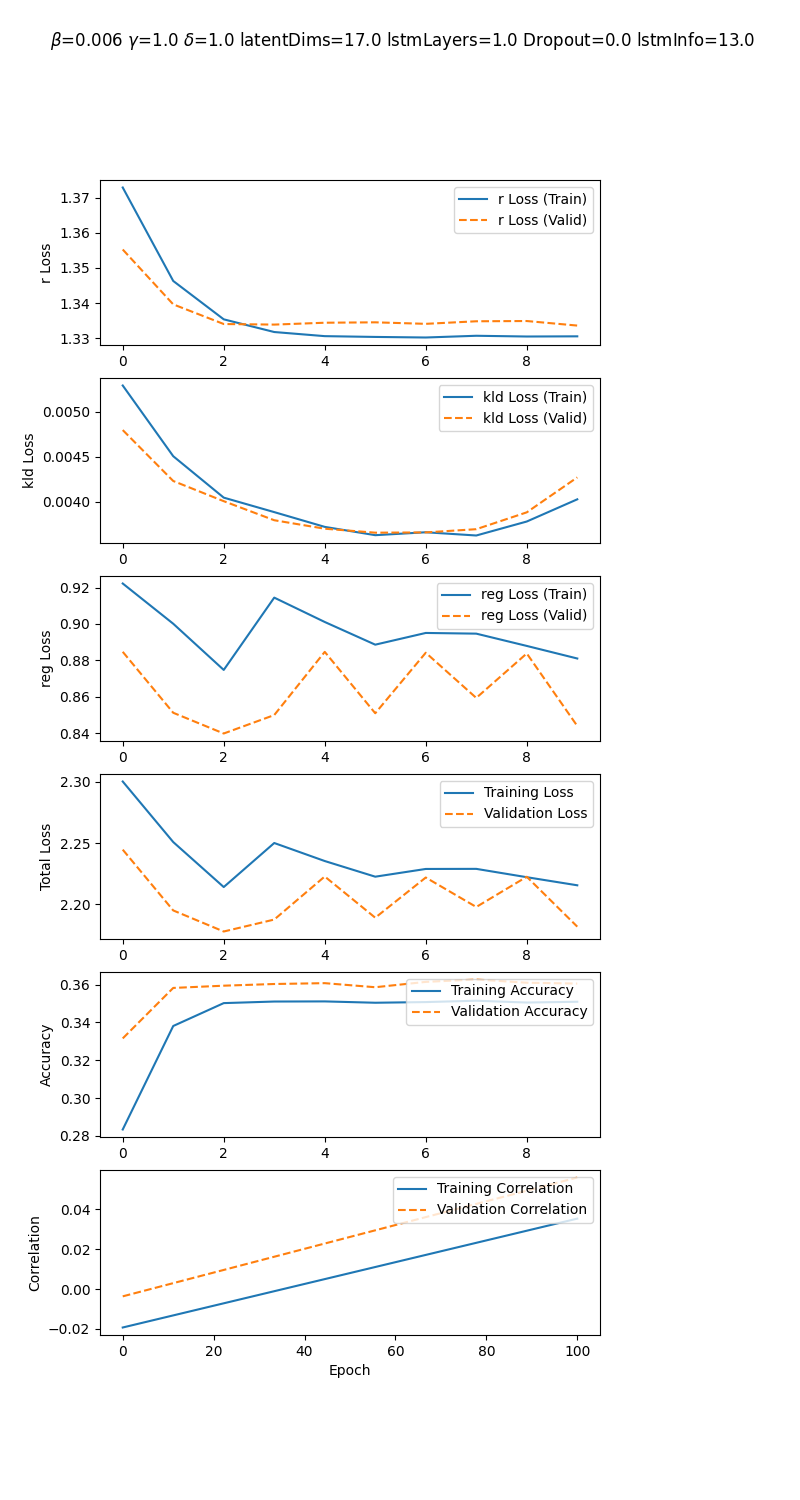 β=0.006 γ=1.0 δ=1.0 latentDims=17.0 lstmLayers=1.0 Dropout=0.0 lstmInfo=13.0
r Loss
1.37
1.36
1.35
1.34
1.33
r Loss (Train)
r Loss (Valid)
0 2 4 6 8
kld Loss
0.0050
0.0045
0.0040
kld Loss (Train)
kld Loss (Valid)
0 2 4 6 8
reg Loss
0.92
0.90
0.88
0.86
0.84
reg Loss (Train)
reg Loss (Valid)
0 2 4 6 8
Total Loss
2.30
2.25
2.20
Training Loss
Validation Loss
0 2 4 6 8
Accuracy
0.36
0.34
0.32
0.30
0.28
Training Accuracy
Validation Accuracy
0 2 4 6 8
Correlation
0.04
0.02
0.00
−0.02
Training Correlation
Validation Correlation
0 20 40 60 80 100
Epoch